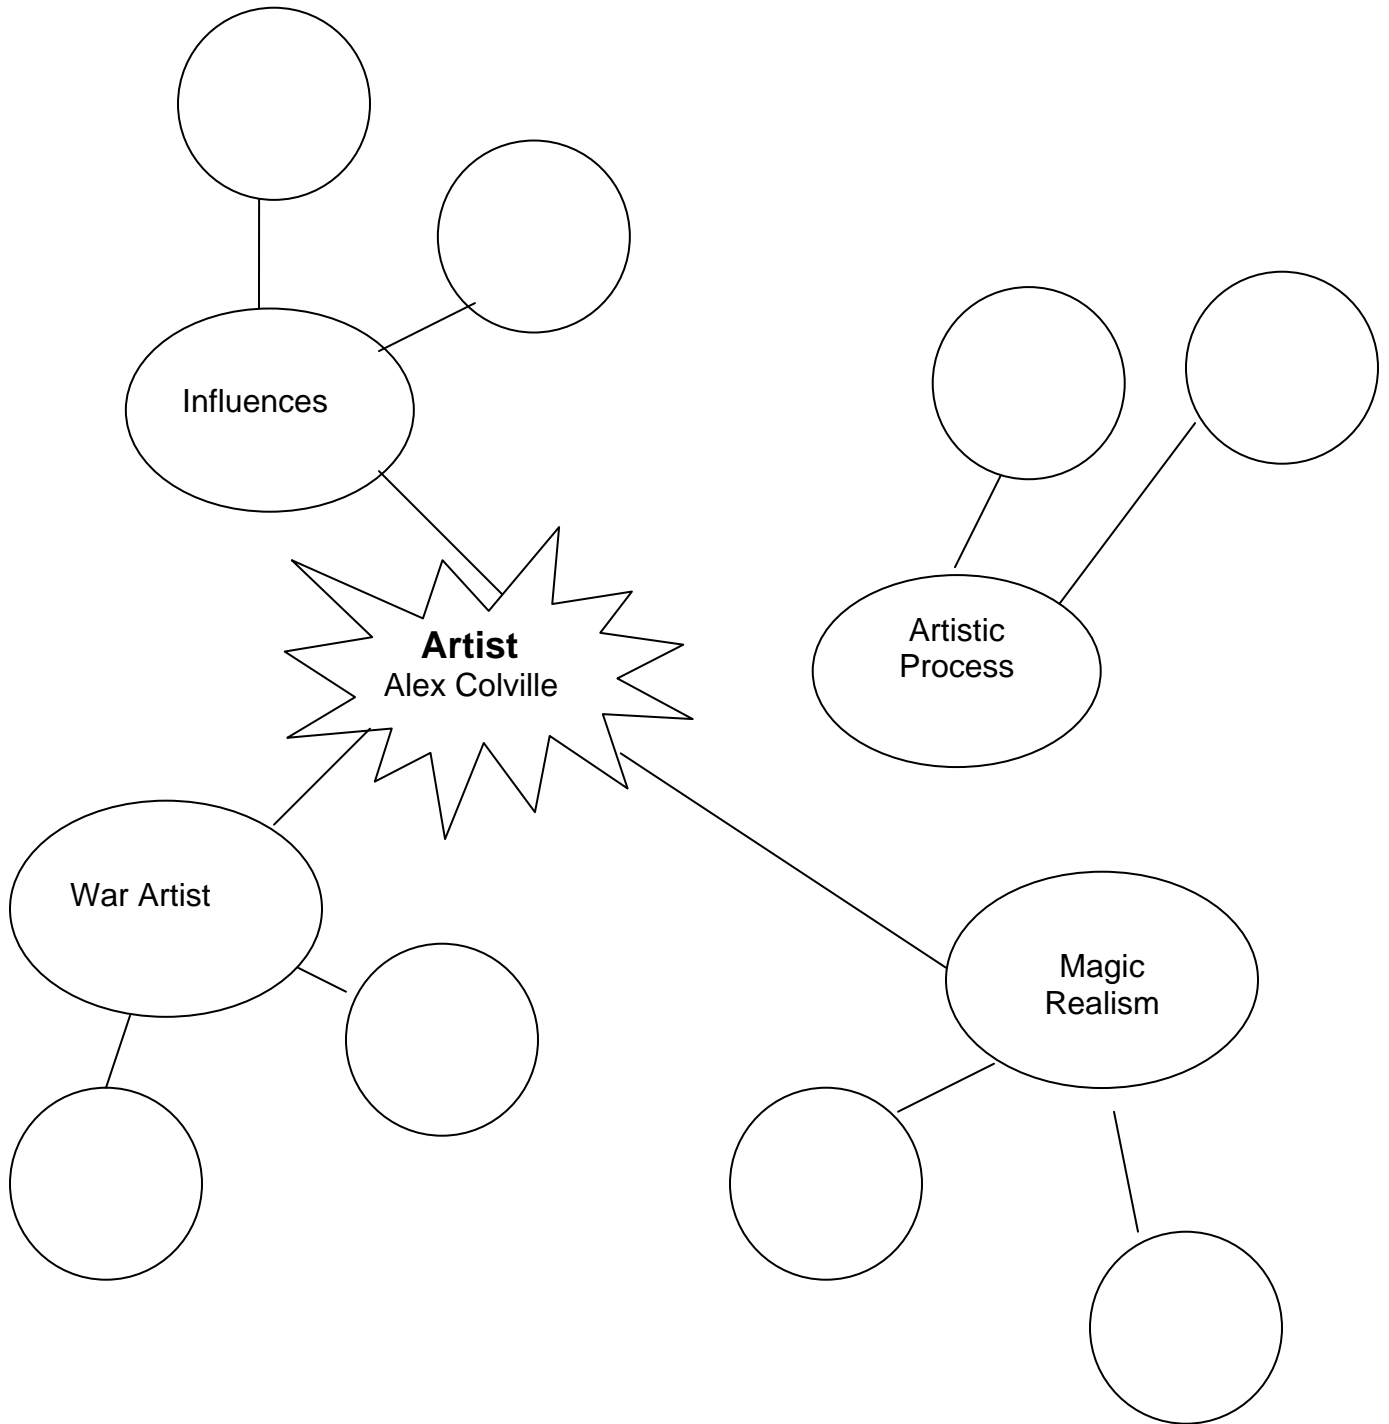 Influences
Artistic
Process
Artist
Alex Colville
War Artist
Magic
Realism